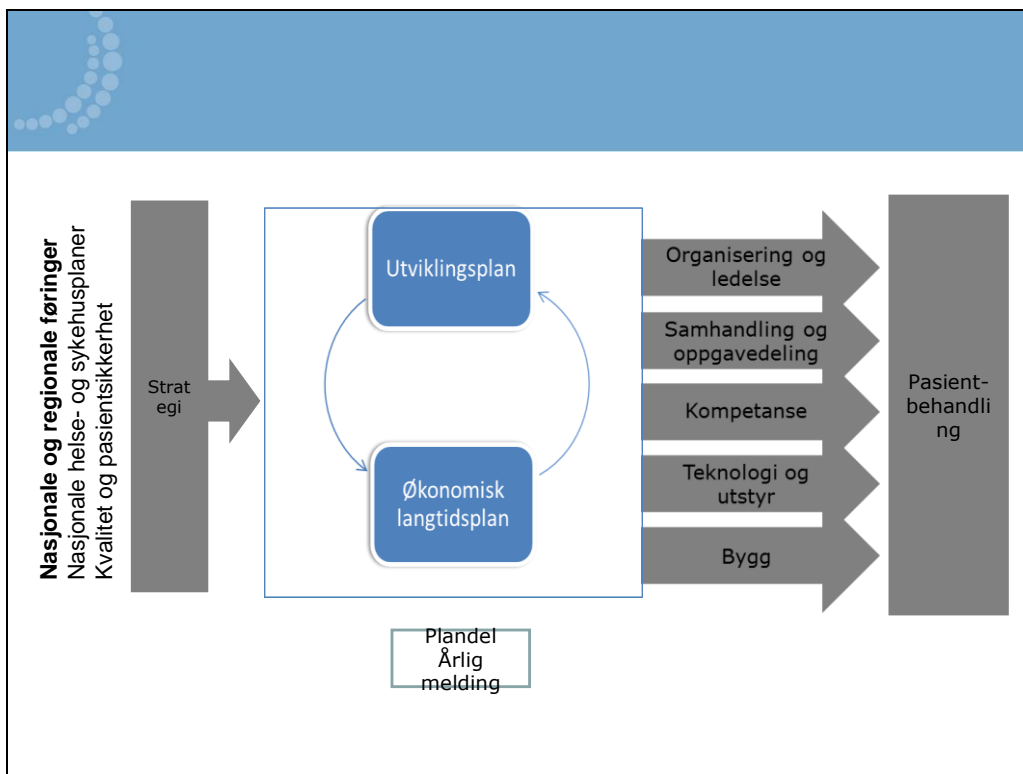 Nasjonale og regionale føringer
Nasjonale helse- og sykehusplaner
Kvalitet og pasientsikkerhet
Strat
egi
Utviklingsplan
Økonomisk
langtidsplan
Plandel
Årlig
melding
Organisering og
ledelse
Samhandling og
oppgavedeling
Kompetanse
Teknologi og
utstyr
Bygg
Pasient-
behandli
ng